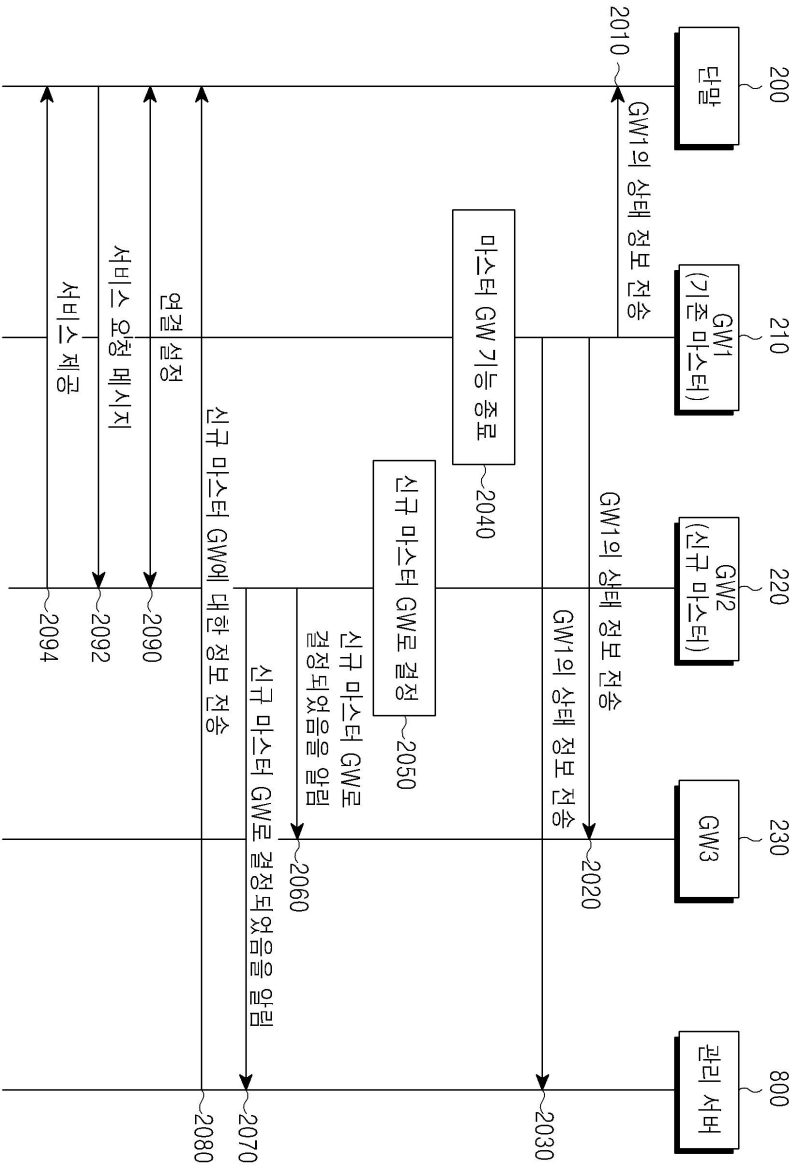 200
단말
210
GW1
(기존 마스터)
220
GW2
(신규 마스터)
230
GW3
800
관리 서버
2010
GW1의 상태 정보 전송
GW1의 상태 정보 전송
2020
GW1의 상태 정보 전송
2030
마스터 GW 기능 종료
2040
신규 마스터 GW로 결정
2050
신규 마스터 GW로
결정되었음을 알림
2060
신규 마스터 GW로 결정되었음을 알림
2070
신규 마스터 GW에 대한 정보 전송
2080
연결 설정
2090
서비스 요청 메시지
2092
서비스 제공
2094